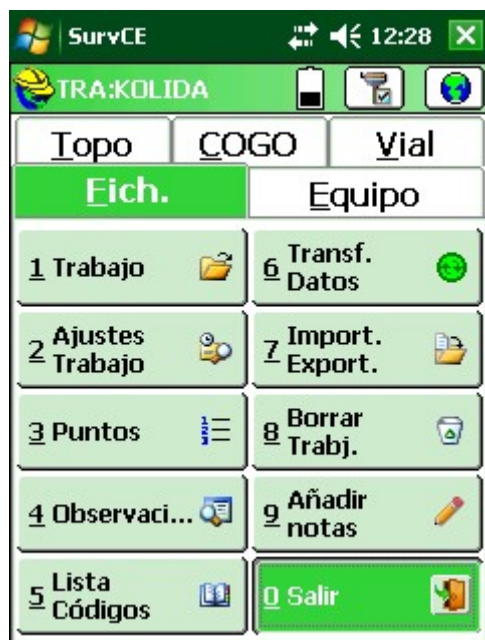 SurvCE 12:28
TRA:KOLIDA
Topo COGO Vial
Fich. Equipo
1 Trabajo
6 Transf.
Datos
2 Ajustes
Trabajo
7 Import.
Export.
3 Puntos
8 Borrar
Trabj.
4 Observaci...
9 Añadir
notas
5 Lista
Códigos
0 Salir